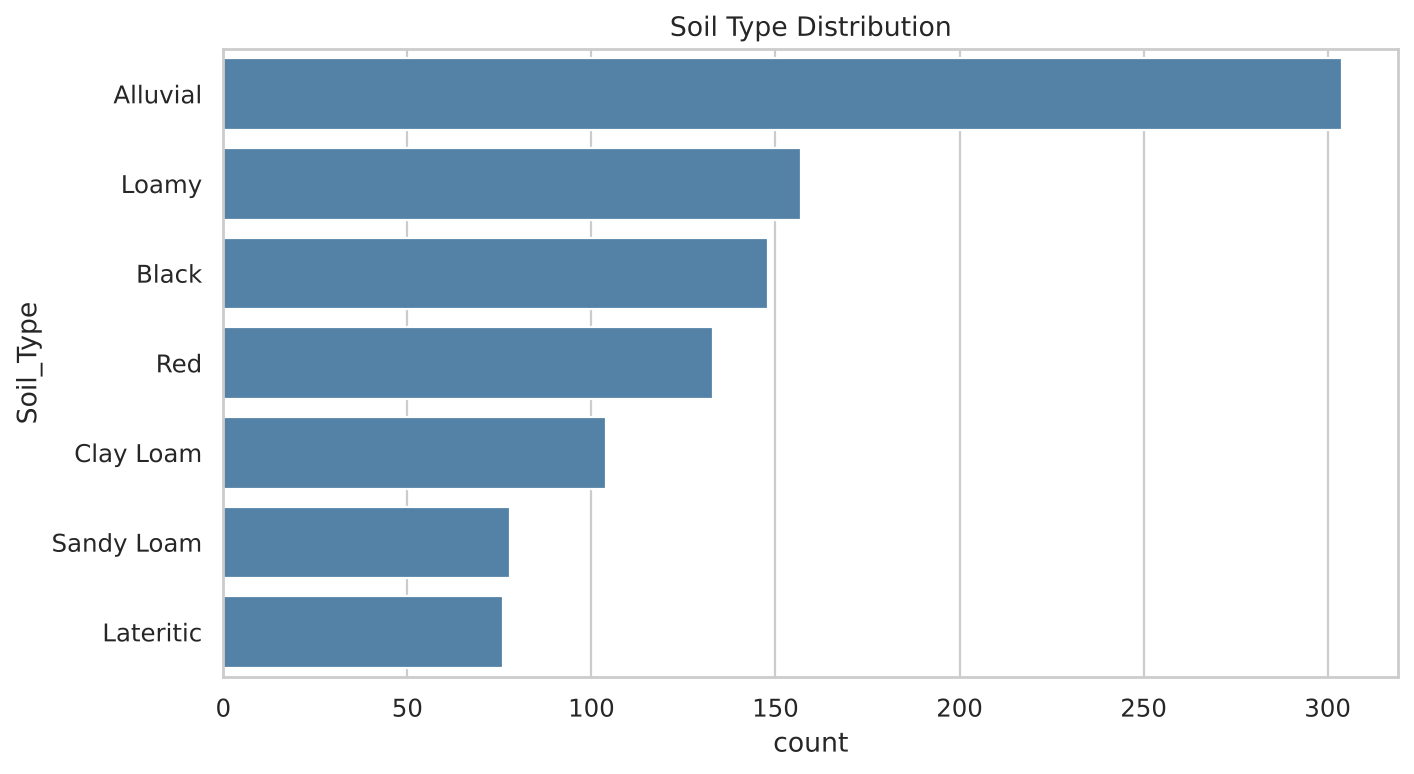 Soil Type Distribution
Soil_Type
Alluvial
Loamy
Black
Red
Clay Loam
Sandy Loam
Lateritic
0 50 100 150 200 250 300
count